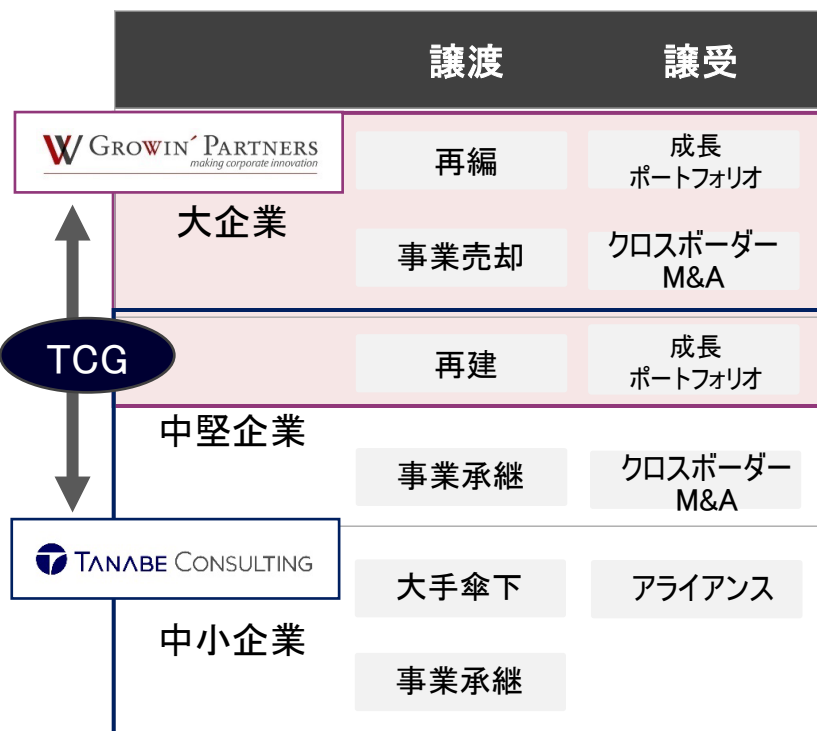 譲渡
譲受
GROWIN´ PARTNERS
making corporate innovation
再編
成長
ポートフォリオ
大企業
事業売却
クロスボーダー
M&A
TCG
再建
成長
ポートフォリオ
中堅企業
事業承継
クロスボーダー
M&A
TANABE CONSULTING
大手傘下
アライアンス
中小企業
事業承継